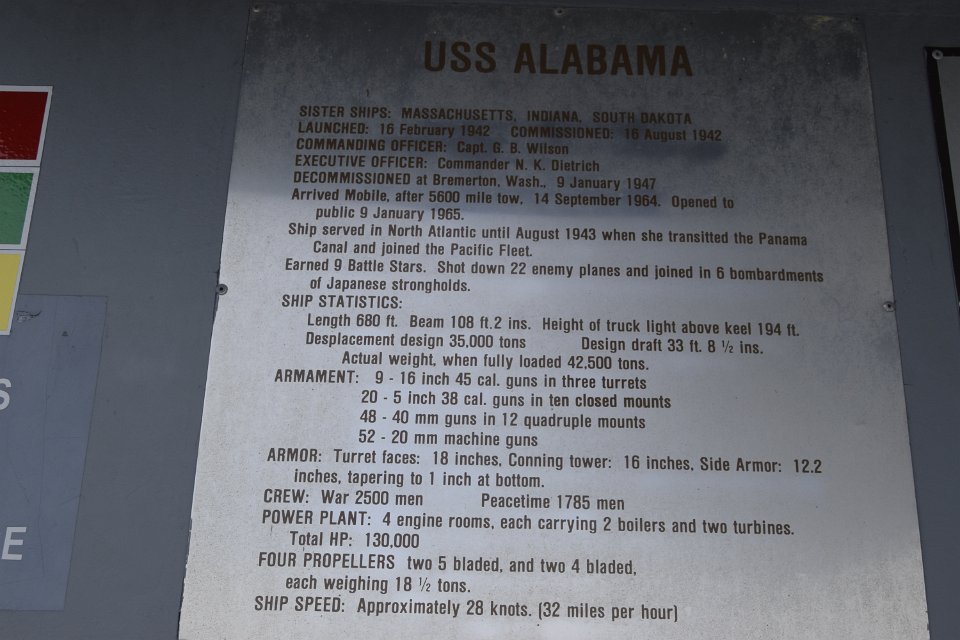 USS ALABAMA
SISTER SHIPS: MASSACHUSETTS, INDIANA, SOUTH DAKOTA
LAUNCHED: 16 February 1942 COMMISSIONED: 16 August 1942
COMMANDING OFFICER: Capt. G. B. Wilson
EXECUTIVE OFFICER: Commander N. K. Dietrich
DECOMMISSIONED at Bremerton, Wash., 9 January 1947
Arrived Mobile, after 5600 mile tow, 14 September 1964. Opened to
public 9 January 1965.
Ship served in North Atlantic until August 1943 when she transitted the Panama
Canal and joined the Pacific Fleet.
Earned 9 Battle Stars. Shot down 22 enemy planes and joined in 6 bombardments
of Japanese strongholds.
SHIP STATISTICS:
Length 680 ft. Beam 108 ft.2 ins. Height of truck light above keel 194 ft.
Desplacement design 35,000 tons Design draft 33 ft. 8 ½ ins.
Actual weight, when fully loaded 42,500 tons.
ARMAMENT: 9 - 16 inch 45 cal. guns in three turrets
20 - 5 inch 38 cal. guns in ten closed mounts
48 - 40 mm guns in 12 quadruple mounts
52 - 20 mm machine guns
ARMOR: Turret faces: 18 inches, Conning tower: 16 inches, Side Armor: 12.2
inches, tapering to 1 inch at bottom.
CREW: War 2500 men Peacetime 1785 men
POWER PLANT: 4 engine rooms, each carrying 2 boilers and two turbines.
Total HP: 130,000
FOUR PROPELLERS two 5 bladed, and two 4 bladed,
each weighing 18 ½ tons.
SHIP SPEED: Approximately 28 knots. (32 miles per hour)
S
E